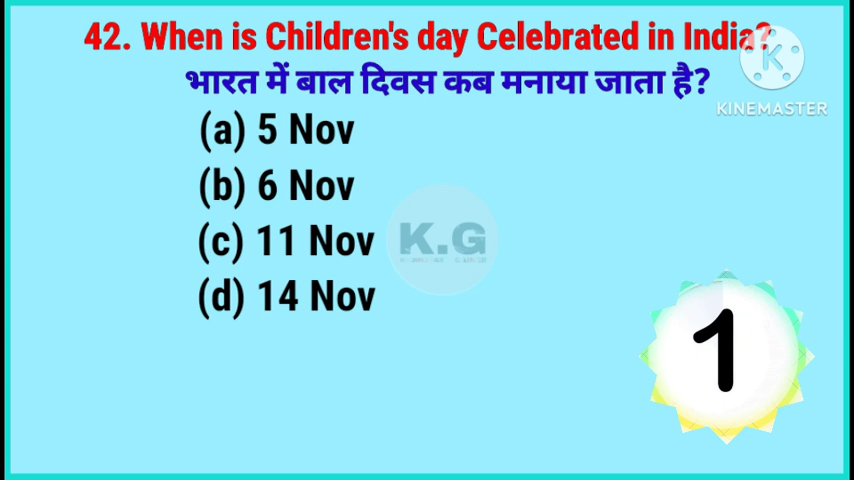 42. When is Children's day Celebrated in India?
भारत में बाल दिवस कब मनाया जाता है?
(a) 5 Nov
(b) 6 Nov
(c) 11 Nov
(d) 14 Nov
K
KINEMASTER
K.G
1